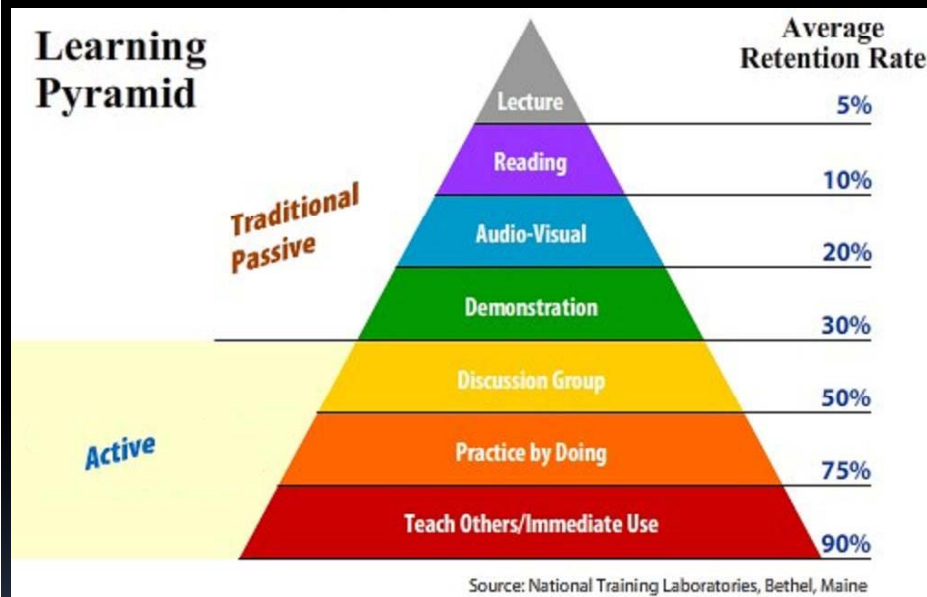 Learning
Pyramid
Average
Retention Rate
Lecture
5%
Reading
10%
Traditional
Passive
Audio-Visual
20%
Demonstration
30%
Discussion Group
50%
Active
Practice by Doing
75%
Teach Others/Immediate Use
90%
Source: National Training Laboratories, Bethel, Maine